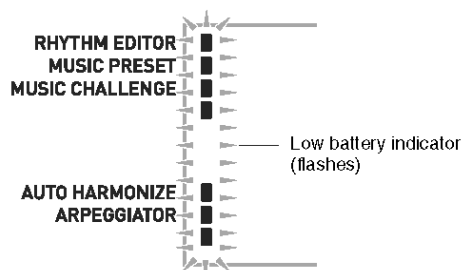 RHYTHM EDITOR
MUSIC PRESET
MUSIC CHALLENGE
Low battery indicator
(flashes)
AUTO HARMONIZE
ARPEGGIATOR